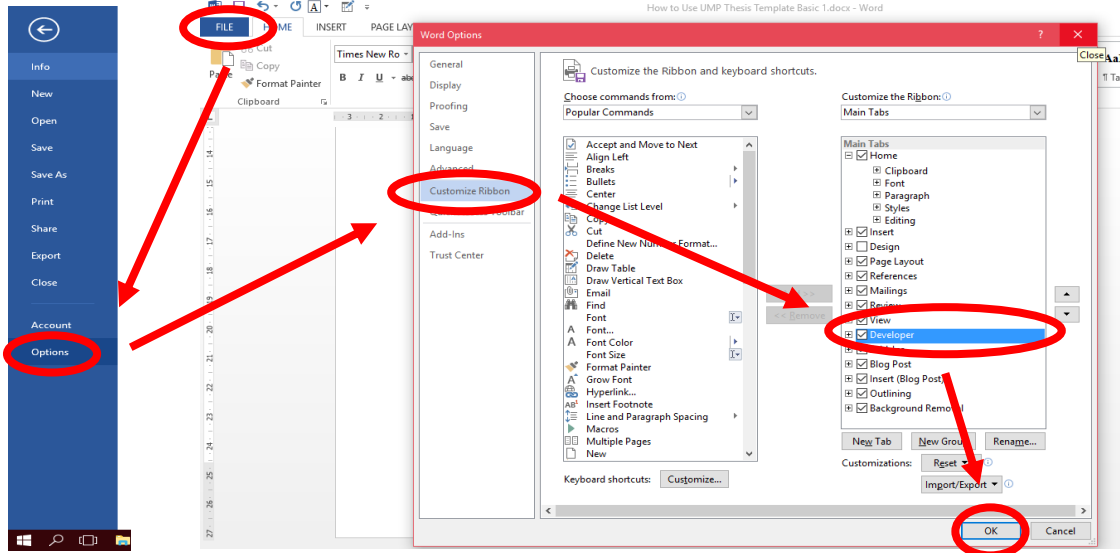 How to Use UMP Thesis Template Basic 1.docx - Word
FILE
HOME
INSERT
PAGE LAY
Cut
Copy
Format Painter
Clipboard
Times New Ro
B I U abc
Info
New
Open
Save
Save As
Print
Share
Export
Close
Account
Options
Word Options
?
Close
General
Display
Proofing
Save
Language
Advanced
Customize Ribbon
Toolbar
Add-Ins
Trust Center
Customize the Ribbon and keyboard shortcuts.
Choose commands from:
Popular Commands
Accept and Move to Next
Align Left
Breaks
Bullets
Center
Change List Level
Copy
Cut
Define New Number Format...
Delete
Draw Table
Draw Vertical Text Box
Email
Find
Font
Font...
Font Color
Font Size
Format Painter
Grow Font
Hyperlink...
Insert Footnote
Line and Paragraph Spacing
Macros
Multiple Pages
New
Keyboard shortcuts: Customize...
<< Remove
Customize the Ribbon:
Main Tabs
Main Tabs
Home
Clipboard
Font
Paragraph
Styles
Editing
Insert
Design
Page Layout
References
Mailings
Review
View
Developer
Blog Post
Insert (Blog Post)
Outlining
Background Removal
New Tab
New Group
Rename...
Customizations: Reset
Import/Export
OK
Cancel